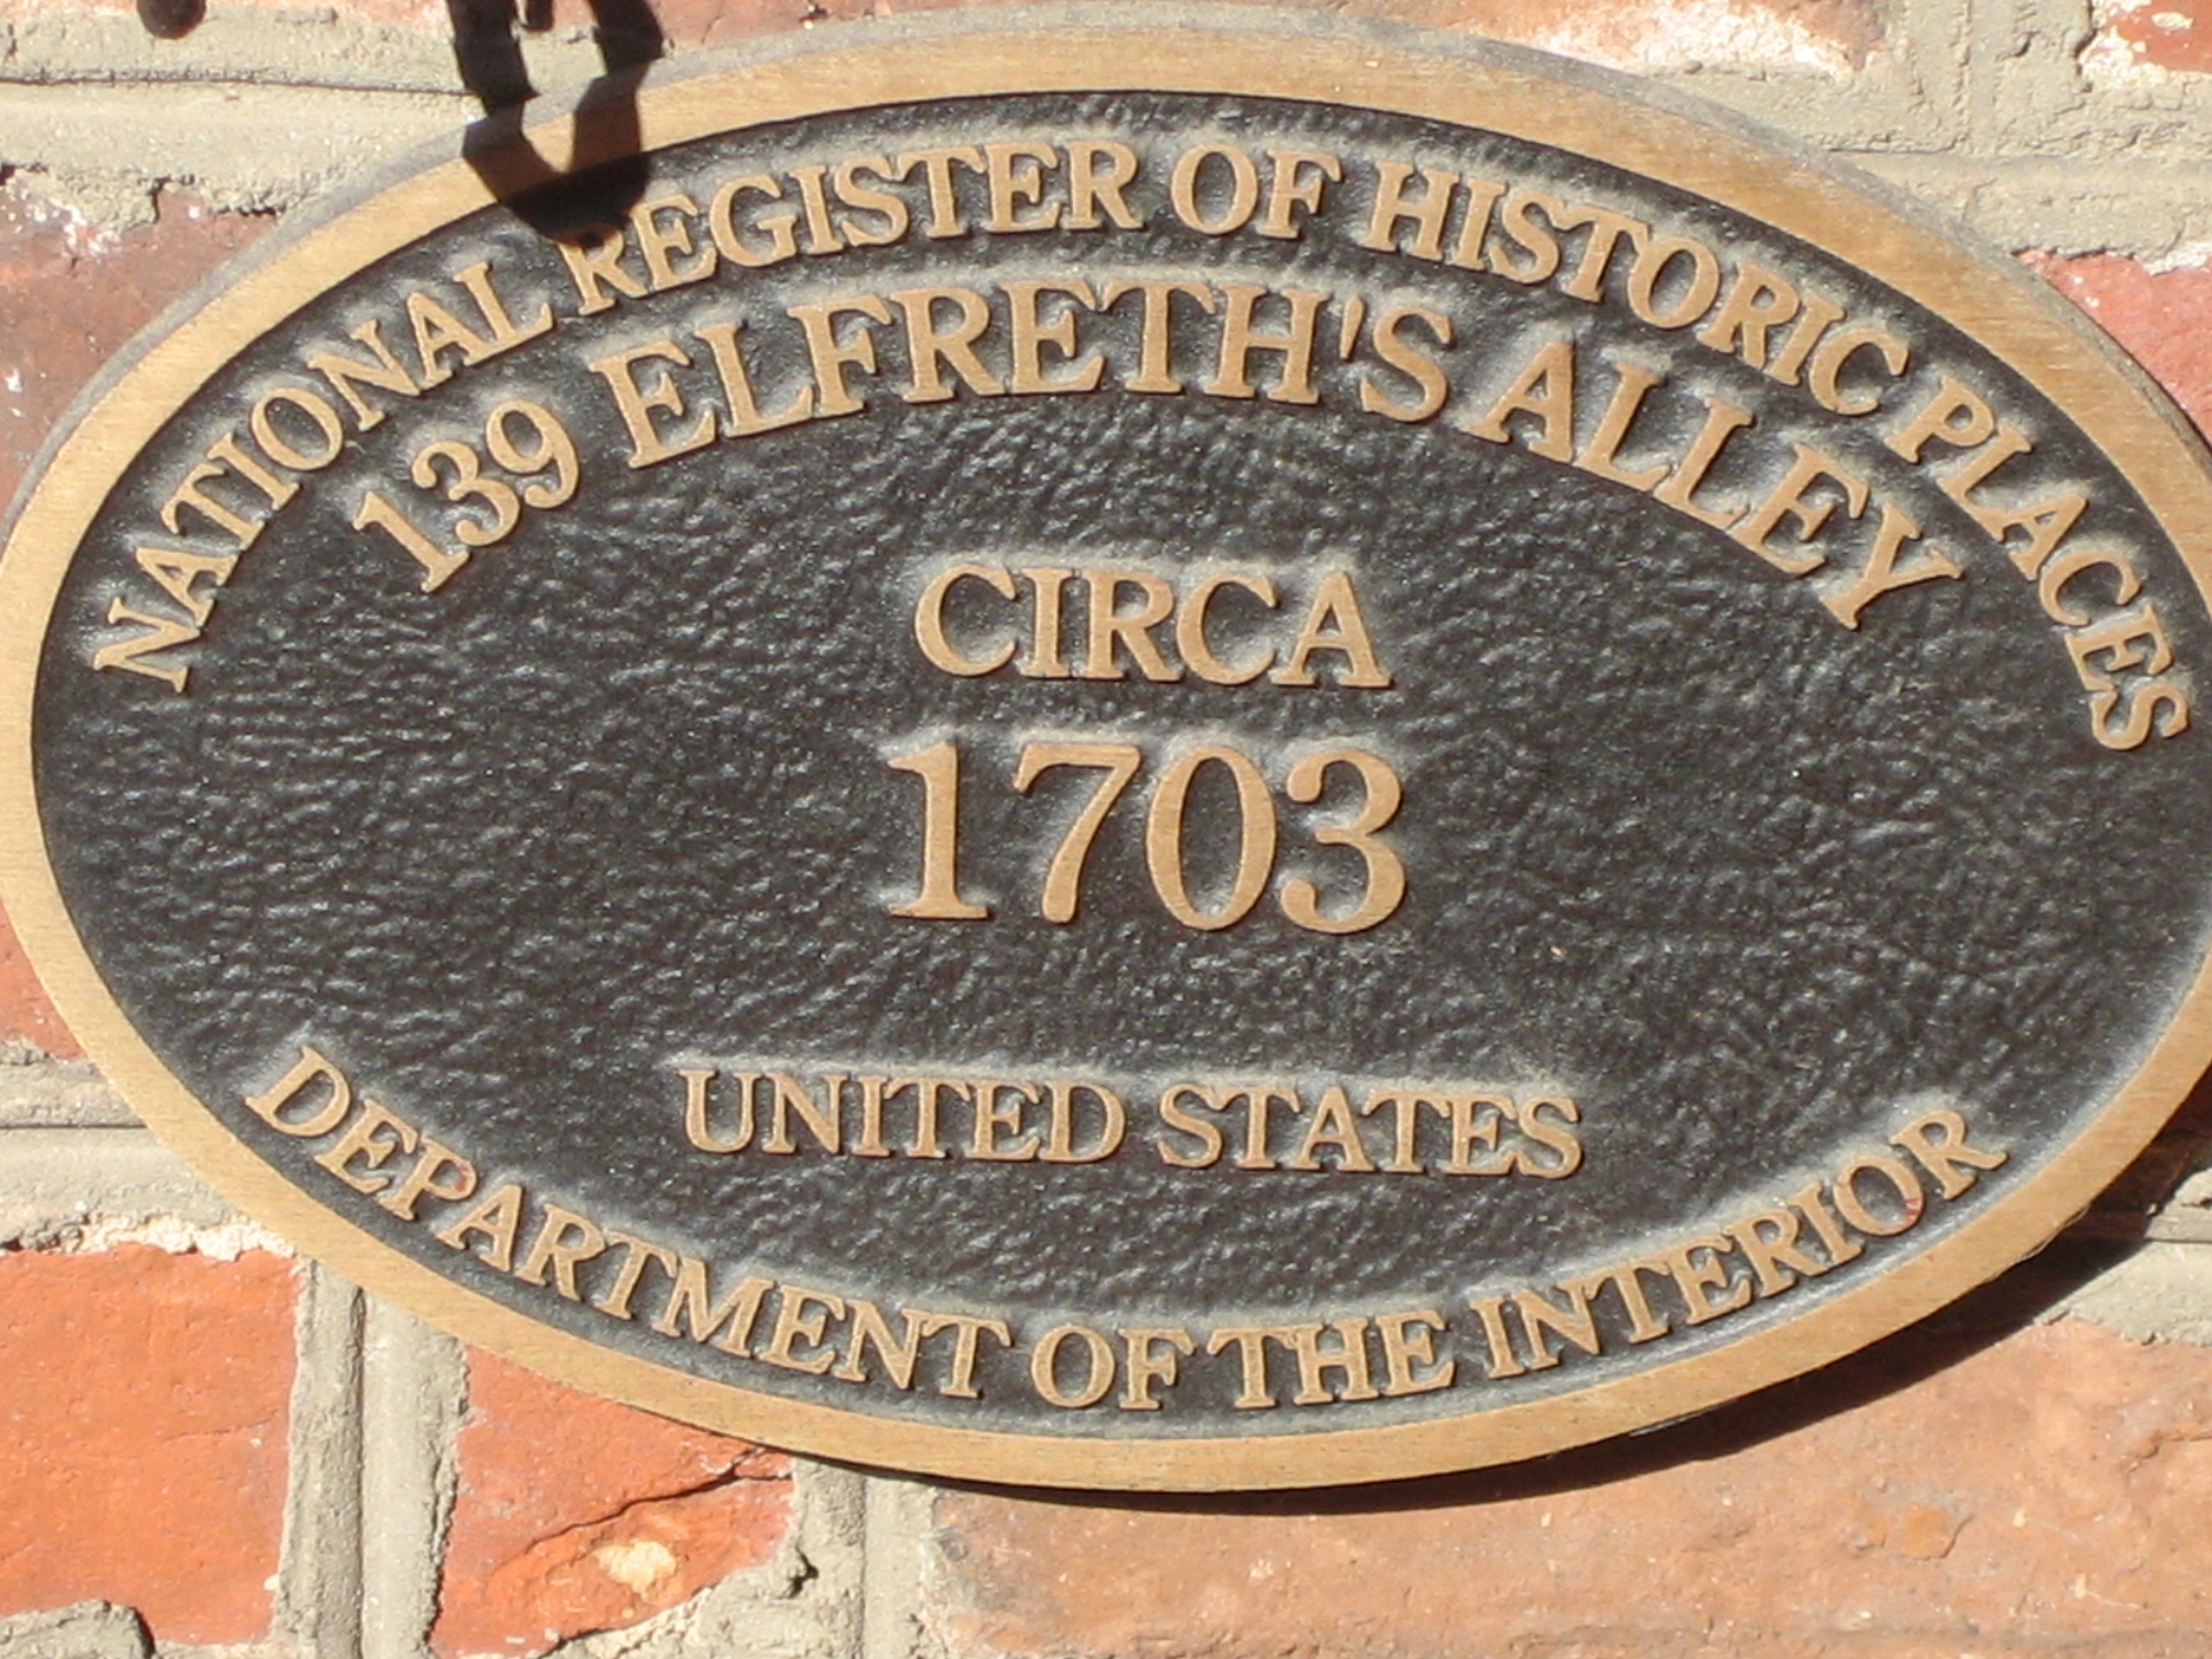 NATIONAL REGISTER OF HISTORIC PLACES
139 ELFRETH'S ALLEY
CIRCA
1703
UNITED STATES
DEPARTMENT OF THE INTERIOR